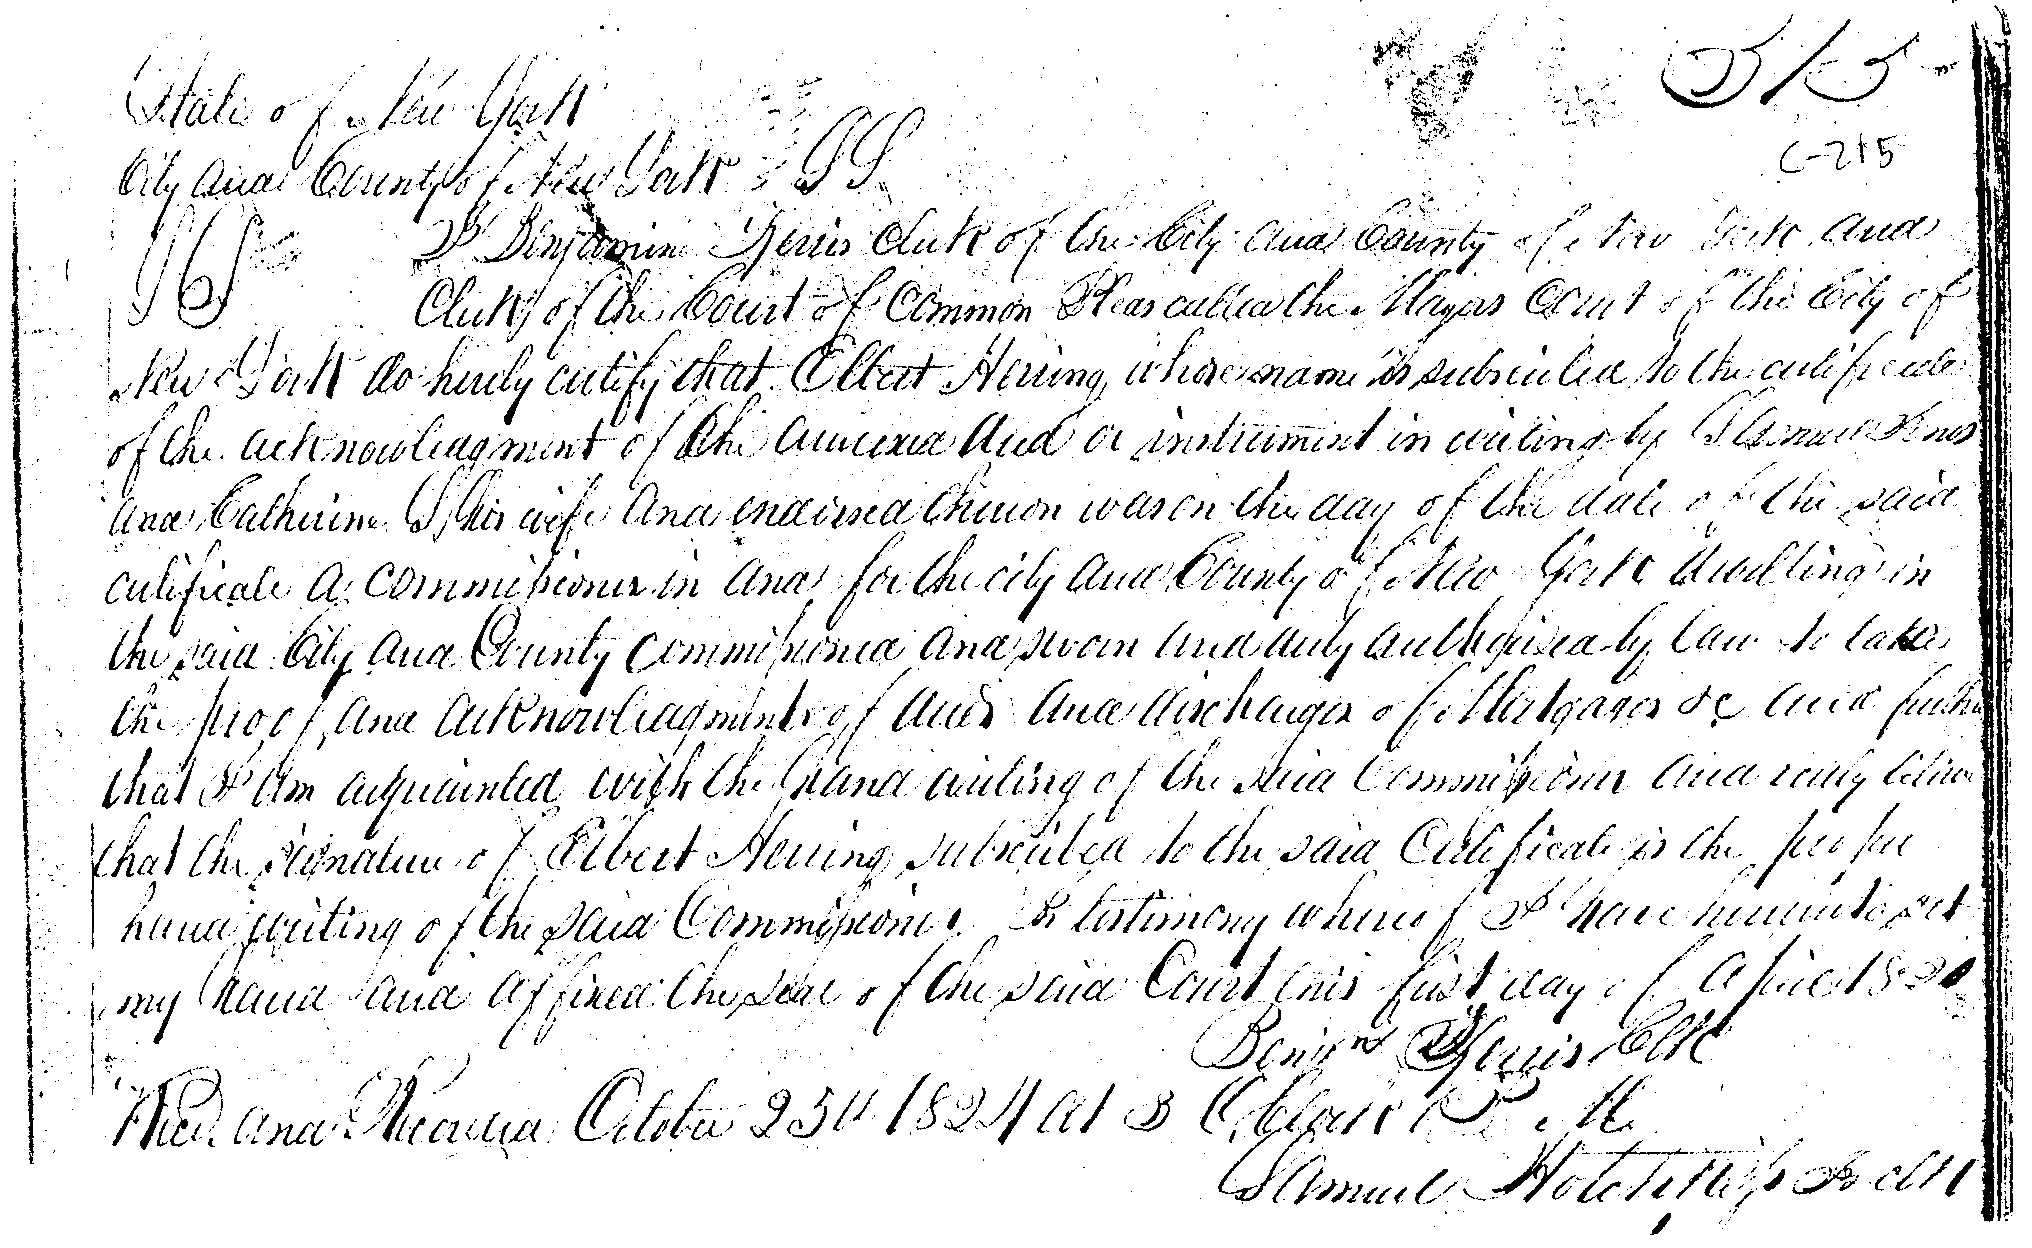 515
C-215
State of New York
City and County of New York SS
I Benjamin Ferris Clerk of the City and County of New York and
Clerk of the Court of Common Pleas called the Mayors Court of the City of
New York do hereby certify that Elbert Herring whose name is subscribed to the certificate
of the acknowledgment of the annexed deed or instrument in writing by Samuel
and Catherine S his wife and endorsed thereon was on the day of the date of the said
certificate a commissioner in and for the city and County of New York dwelling in
the said City and County commissioned and sworn and duly authorised by law to take
the proof and acknowledgments of deeds and discharges of Mortgages &c and further
that I am acquainted with the hand writing of the said Commissioner and verily believe
that the signature of Elbert Herring subscribed to the said Certificate is the proper
hand writing of the said Commissioner. In testimony whereof I have hereunto set
my hand and affixed the seal of the said Court this first day of April 182
Benjn Ferris Clk
Filed and Recorded October 25th 1824 at 3 OClock P. M.
Samuel Hotchkiss Jr Clk